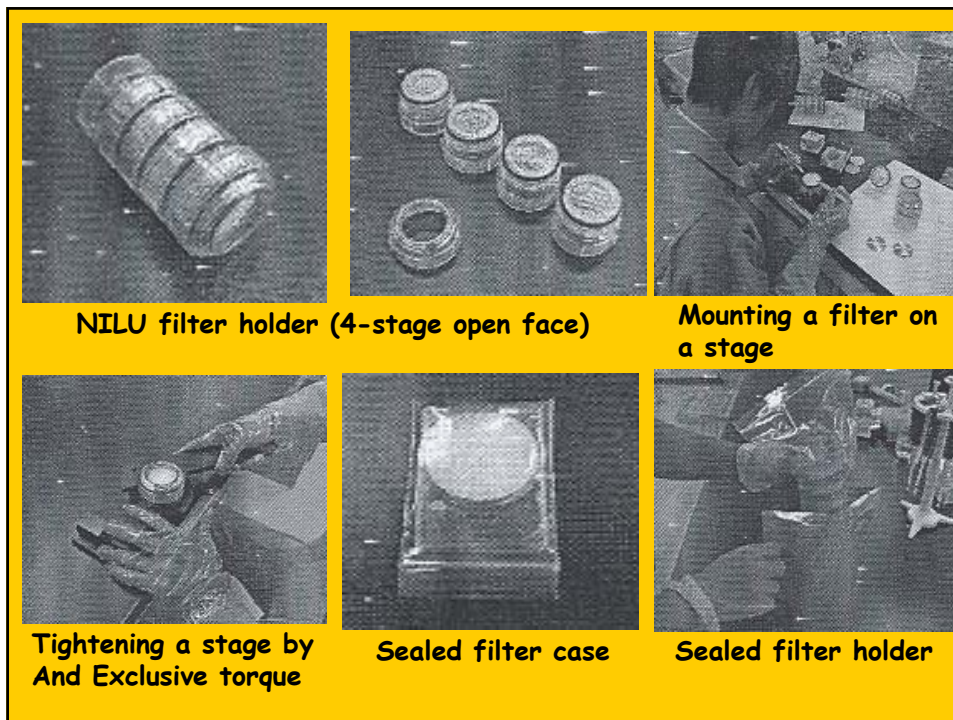 NILU filter holder (4-stage open face)
Mounting a filter on
a stage
Tightening a stage by
And Exclusive torque
Sealed filter case
Sealed filter holder